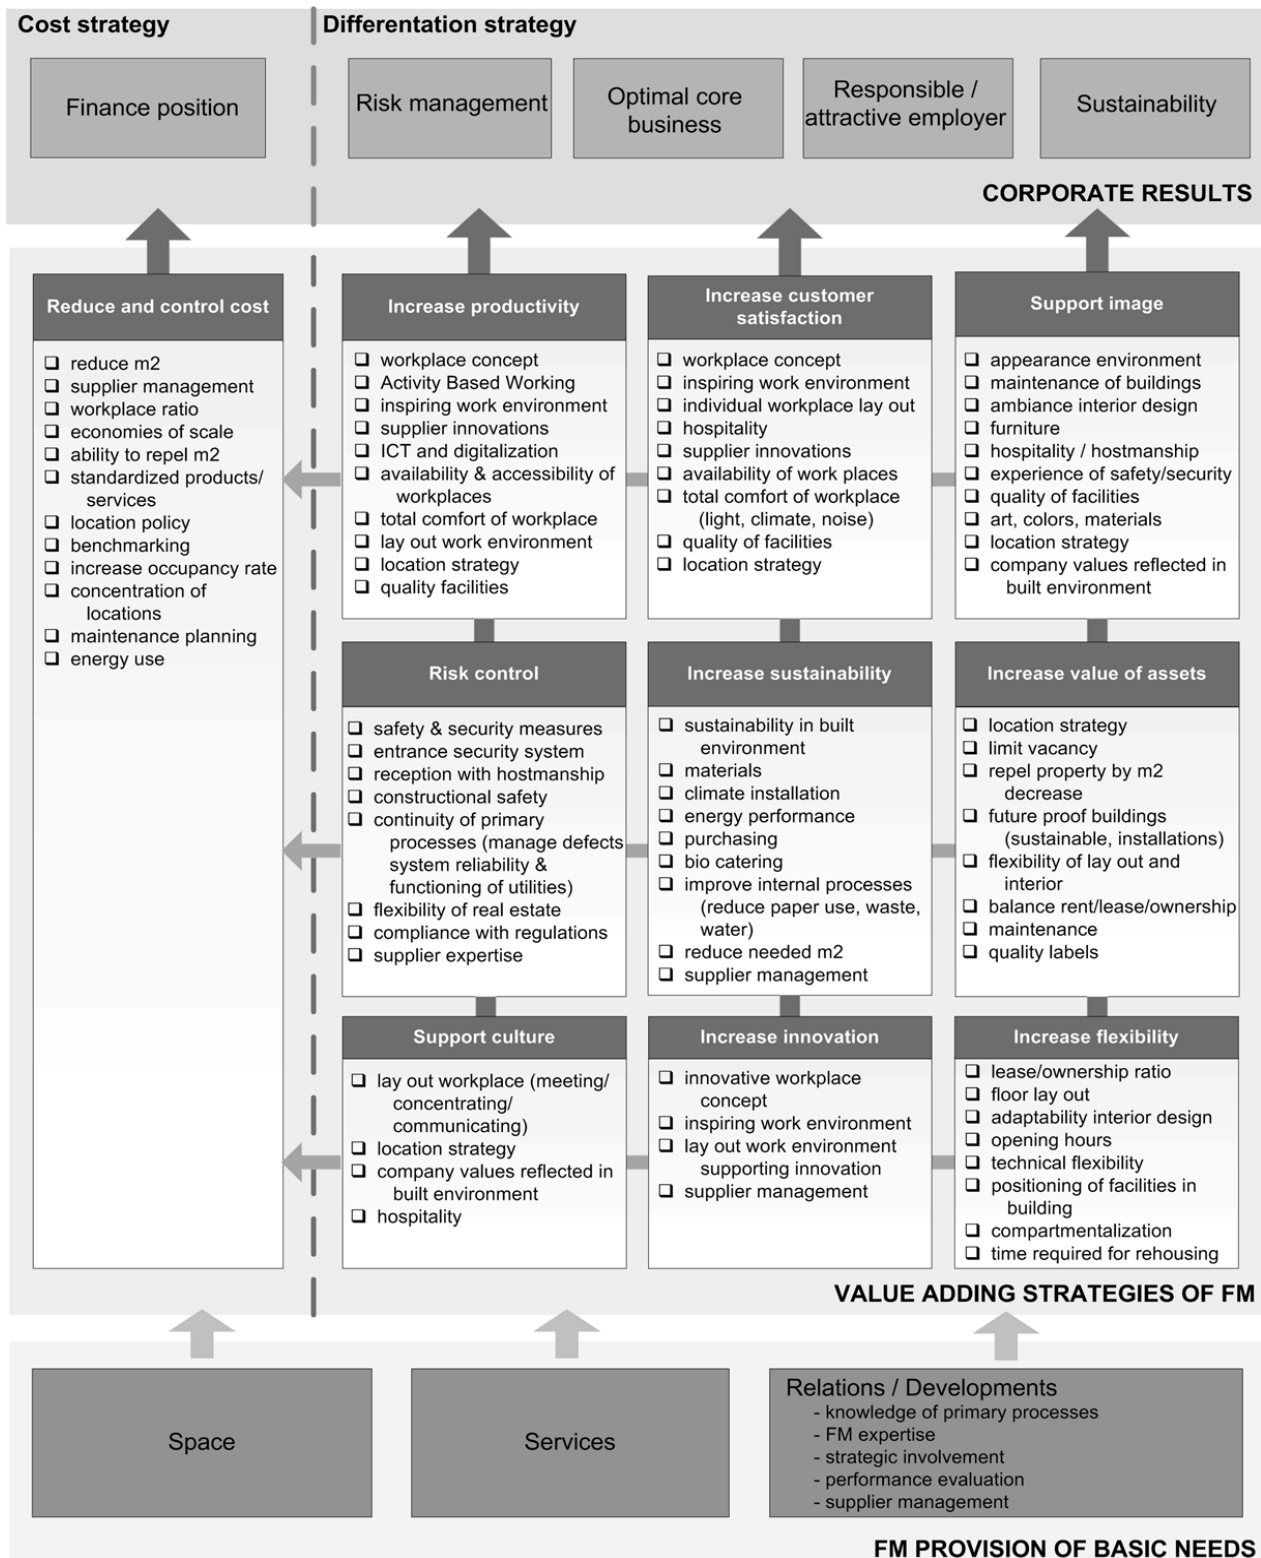 Cost strategy
Differentation strategy
Finance position
Risk management
Optimal core
business
Responsible /
attractive employer
Sustainability
CORPORATE RESULTS
Reduce and control cost
❑ reduce m2
❑ supplier management
❑ workplace ratio
❑ economies of scale
❑ ability to repel m2
❑ standardized products/
services
❑ location policy
❑ benchmarking
❑ increase occupancy rate
❑ concentration of
locations
❑ maintenance planning
❑ energy use
Increase productivity
❑ workplace concept
❑ Activity Based Working
❑ inspiring work environment
❑ supplier innovations
❑ ICT and digitalization
❑ availability & accessibility of
workplaces
❑ total comfort of workplace
❑ lay out work environment
❑ location strategy
❑ quality facilities
Increase customer
satisfaction
❑ workplace concept
❑ inspiring work environment
❑ individual workplace lay out
❑ hospitality
❑ supplier innovations
❑ availability of work places
❑ total comfort of workplace
(light, climate, noise)
❑ quality of facilities
❑ location strategy
Support image
❑ appearance environment
❑ maintenance of buildings
❑ ambiance interior design
❑ furniture
❑ hospitality / hostmanship
❑ experience of safety/security
❑ quality of facilities
❑ art, colors, materials
❑ location strategy
❑ company values reflected in
built environment
Risk control
❑ safety & security measures
❑ entrance security system
❑ reception with hostmanship
❑ constructional safety
❑ continuity of primary
processes (manage defects
system reliability &
functioning of utilities)
❑ flexibility of real estate
❑ compliance with regulations
❑ supplier expertise
Increase sustainability
❑ sustainability in built
environment
❑ materials
❑ climate installation
❑ energy performance
❑ purchasing
❑ bio catering
❑ improve internal processes
(reduce paper use, waste,
water)
❑ reduce needed m2
❑ supplier management
Increase value of assets
❑ location strategy
❑ limit vacancy
❑ repel property by m2
decrease
❑ future proof buildings
(sustainable, installations)
❑ flexibility of lay out and
interior
❑ balance rent/lease/ownership
❑ maintenance
❑ quality labels
Support culture
❑ lay out workplace (meeting/
concentrating/
communicating)
❑ location strategy
❑ company values reflected in
built environment
❑ hospitality
Increase innovation
❑ innovative workplace
concept
❑ inspiring work environment
❑ lay out work environment
supporting innovation
❑ supplier management
Increase flexibility
❑ lease/ownership ratio
❑ floor lay out
❑ adaptability interior design
❑ opening hours
❑ technical flexibility
❑ positioning of facilities in
building
❑ compartmentalization
❑ time required for rehousing
VALUE ADDING STRATEGIES OF FM
Space
Services
Relations / Developments
- knowledge of primary processes
- FM expertise
- strategic involvement
- performance evaluation
- supplier management
FM PROVISION OF BASIC NEEDS